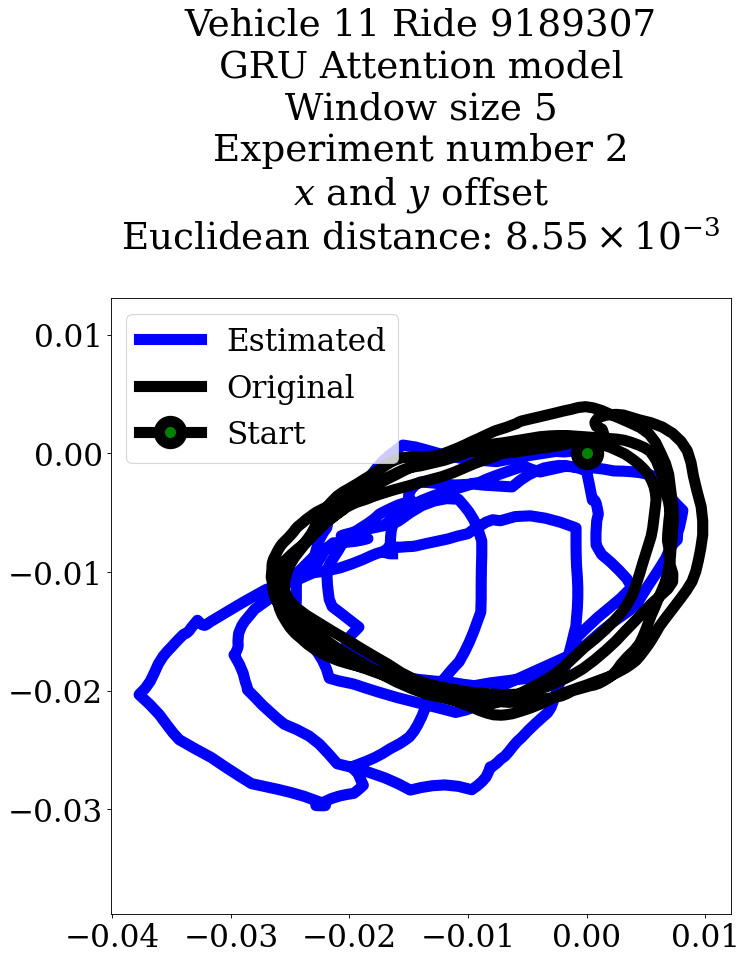 Vehicle 11 Ride 9189307
GRU Attention model
Window size 5
Experiment number 2
x and y offset
Euclidean distance: 8.55 × 10⁻³
Estimated
Original
Start
0.01
0.00
−0.01
−0.02
−0.03
−0.04 −0.03 −0.02 −0.01 0.00 0.01